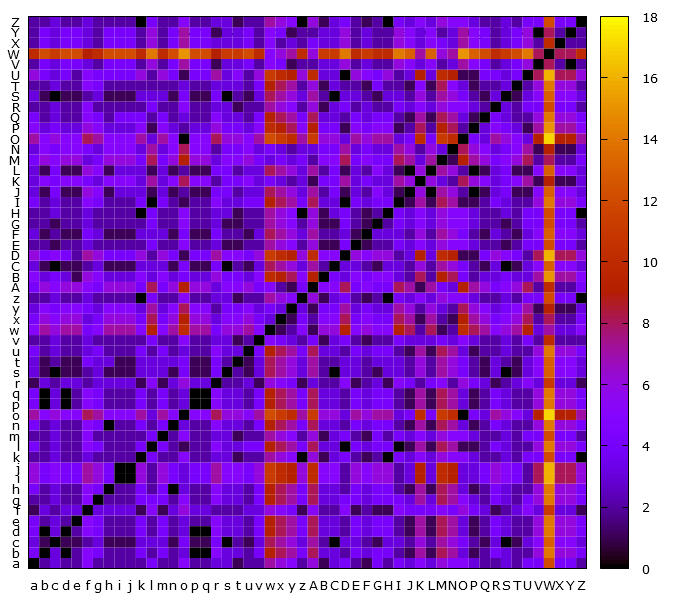 Z
Y
X
W
V
U
T
S
R
Q
P
O
N
M
L
K
J
I
H
G
F
E
D
C
B
A
z
y
x
w
v
u
t
s
r
q
p
o
n
m
l
k
j
i
h
g
f
e
d
c
b
a
a b c d e f g h i j k l m n o p q r s t u v w x y z A B C D E F G H I J K L M N O P Q R S T U V W X Y Z
18
16
14
12
10
8
6
4
2
0